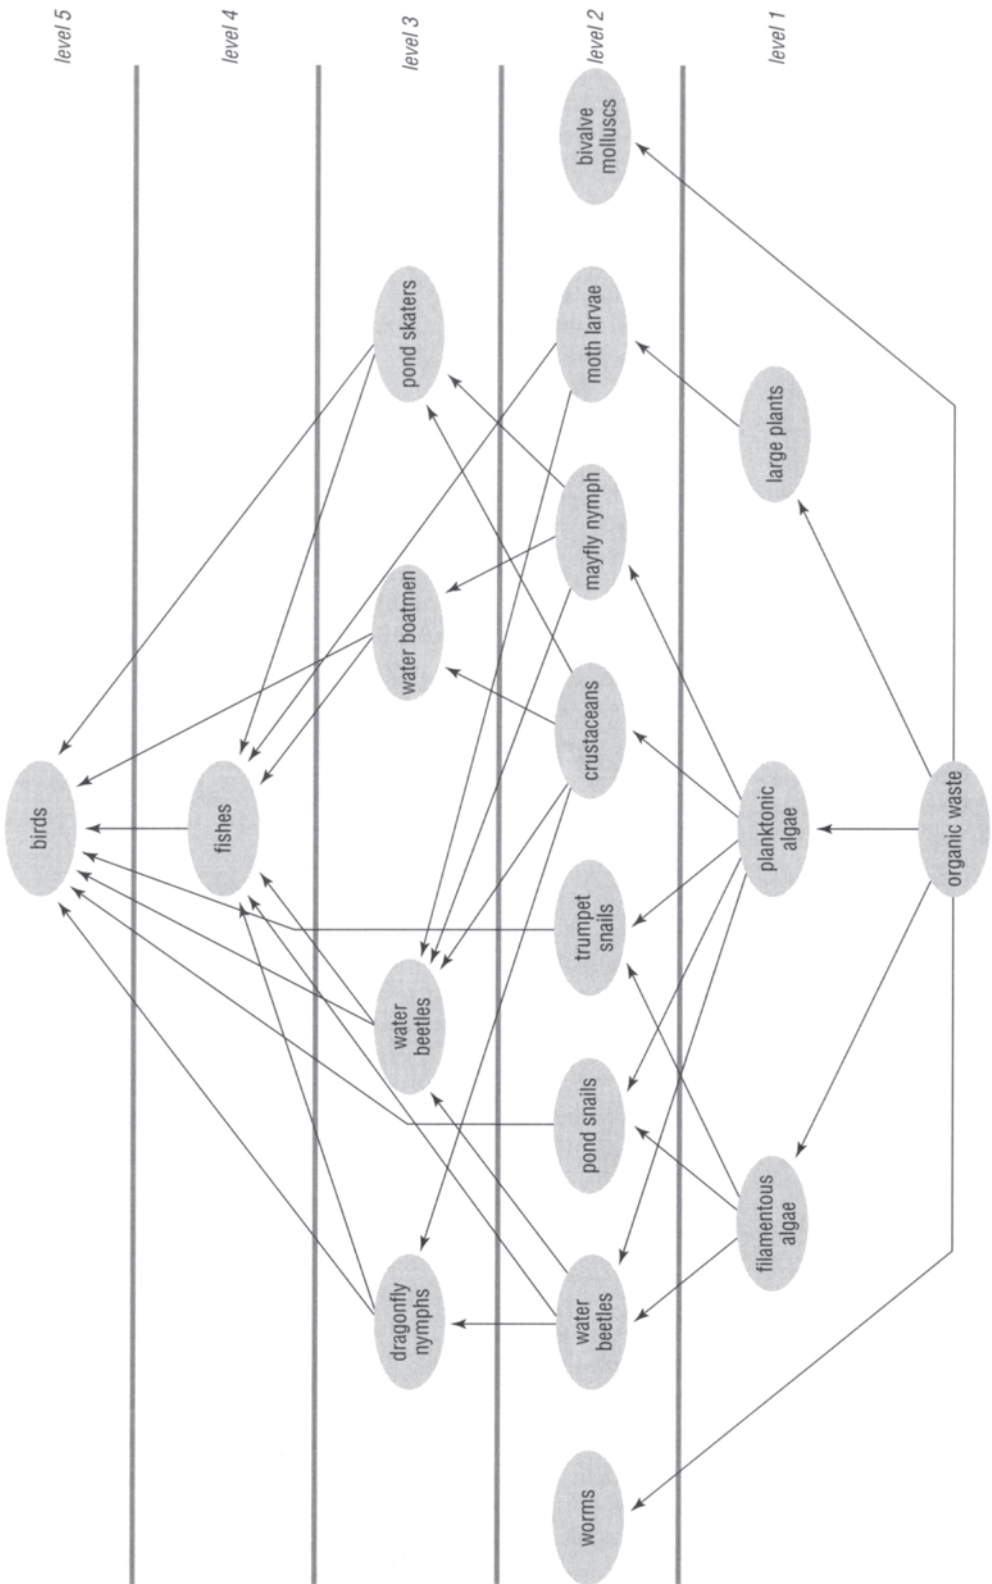 level 5
birds
level 4
fishes
level 3
dragonfly
nymphs
water
beetles
water boatmen
pond skaters
level 2
worms
water
beetles
pond snails
trumpet
snails
crustaceans
mayfly nymph
moth larvae
bivalve
molluscs
level 1
filamentous
algae
planktonic
algae
large plants
organic waste